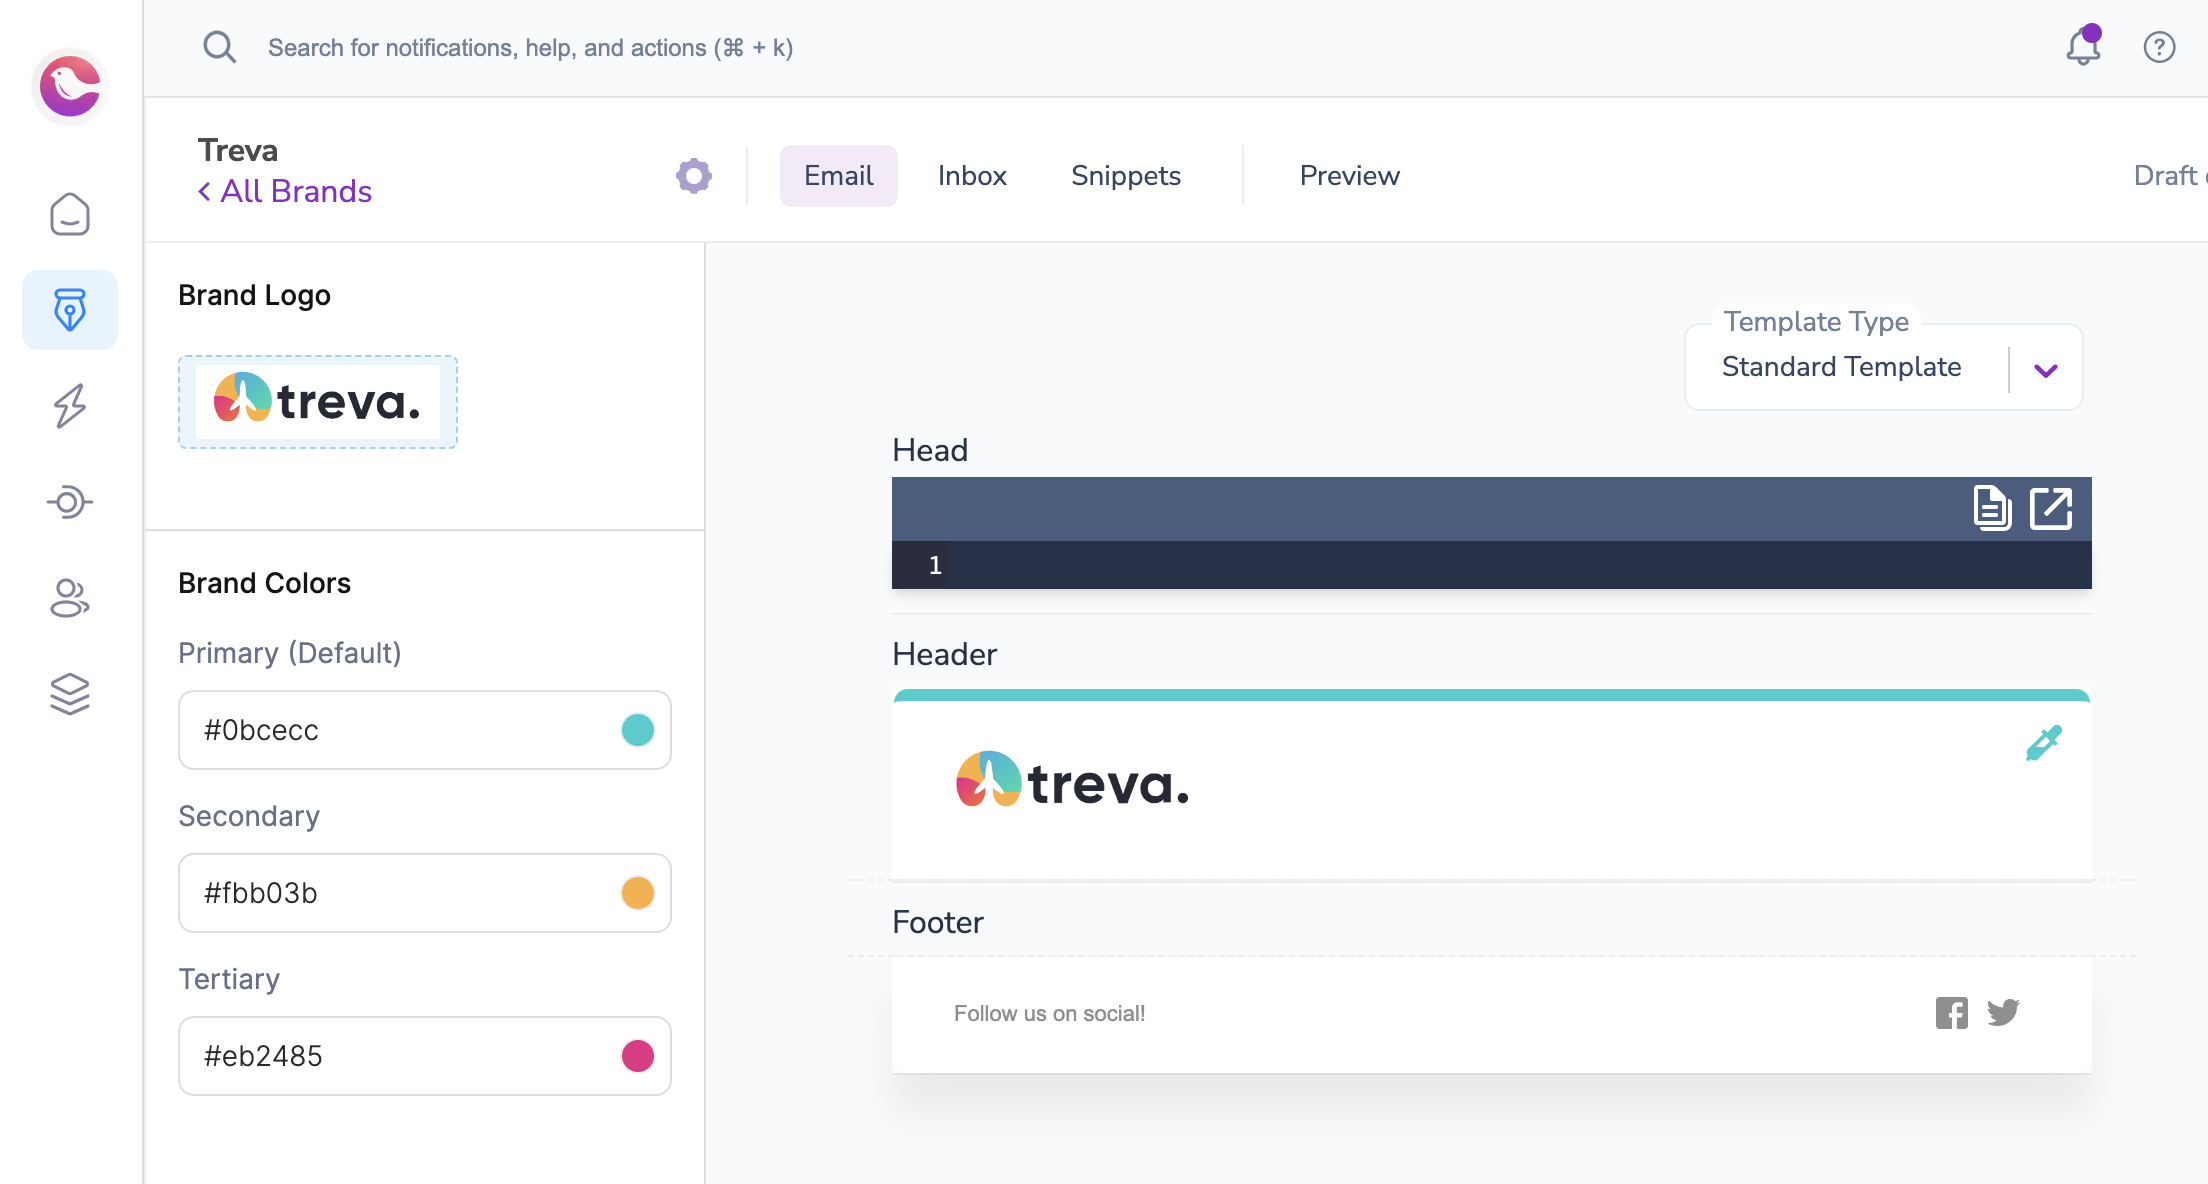 Search for notifications, help, and actions (⌘ + k)
?
Treva
< All Brands
Email
Inbox
Snippets
Preview
Draft
Brand Logo
treva.
Brand Colors
Primary (Default)
#0bcecc
Secondary
#fbb03b
Tertiary
#eb2485
Template Type
Standard Template
Head
1
Header
treva.
Footer
Follow us on social!